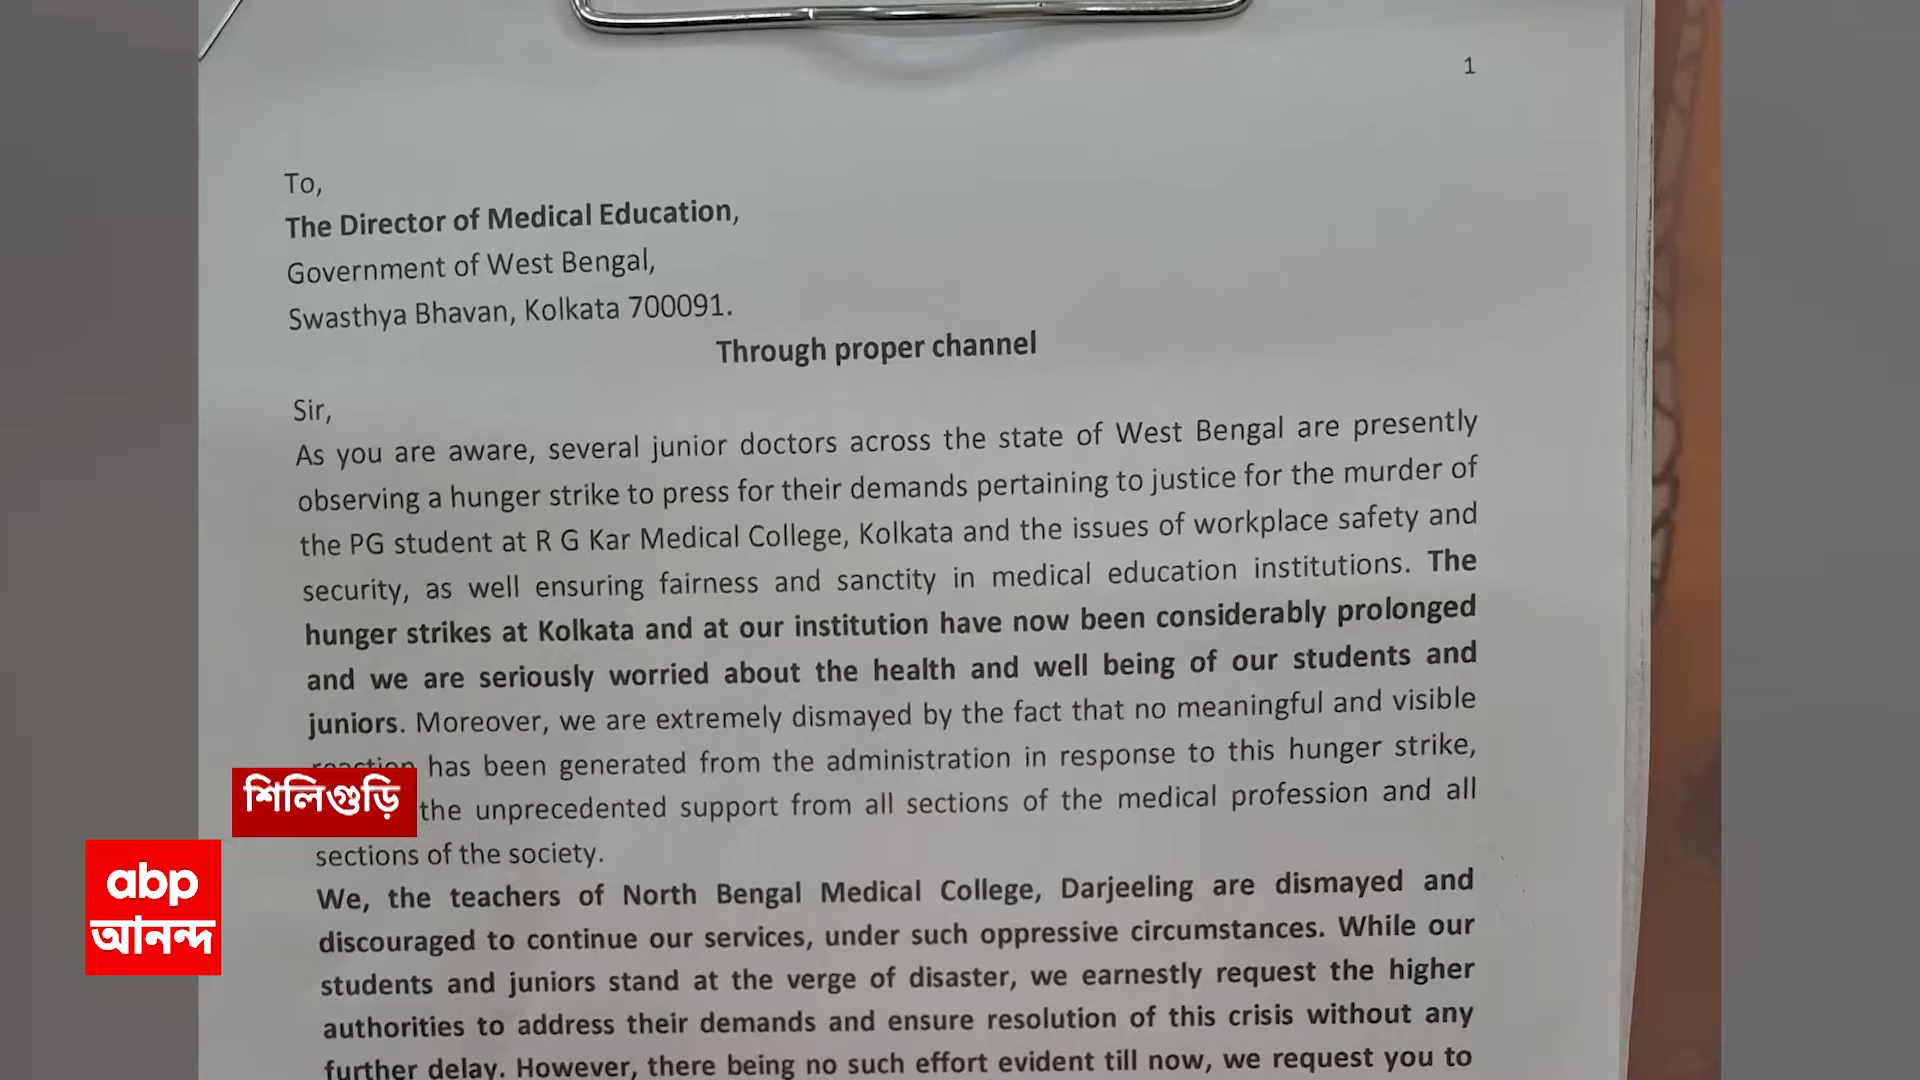 1
To,
The Director of Medical Education,
Government of West Bengal,
Swasthya Bhavan, Kolkata 700091.
Through proper channel
Sir,
As you are aware, several junior doctors across the state of West Bengal are presently
observing a hunger strike to press for their demands pertaining to justice for the murder of
the PG student at R G Kar Medical College, Kolkata and the issues of workplace safety and
security, as well ensuring fairness and sanctity in medical education institutions. The
hunger strikes at Kolkata and at our institution have now been considerably prolonged
and we are seriously worried about the health and well being of our students and
juniors. Moreover, we are extremely dismayed by the fact that no meaningful and visible
reaction has been generated from the administration in response to this hunger strike,
the unprecedented support from all sections of the medical profession and all
sections of the society.
We, the teachers of North Bengal Medical College, Darjeeling are dismayed and
discouraged to continue our services, under such oppressive circumstances. While our
students and juniors stand at the verge of disaster, we earnestly request the higher
authorities to address their demands and ensure resolution of this crisis without any
further delay. However, there being no such effort evident till now, we request you to
শিলিগুড়ি
abp
আনন্দ